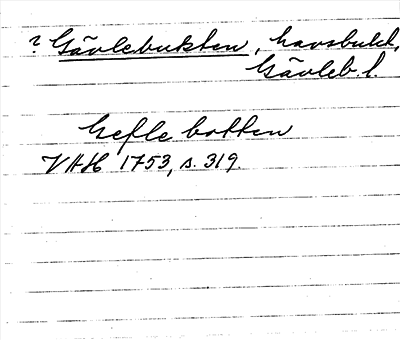 ? Gävlebukten, havsbukt,
Gävleb. l.
Gefle botten
VAH 1753, s. 319.